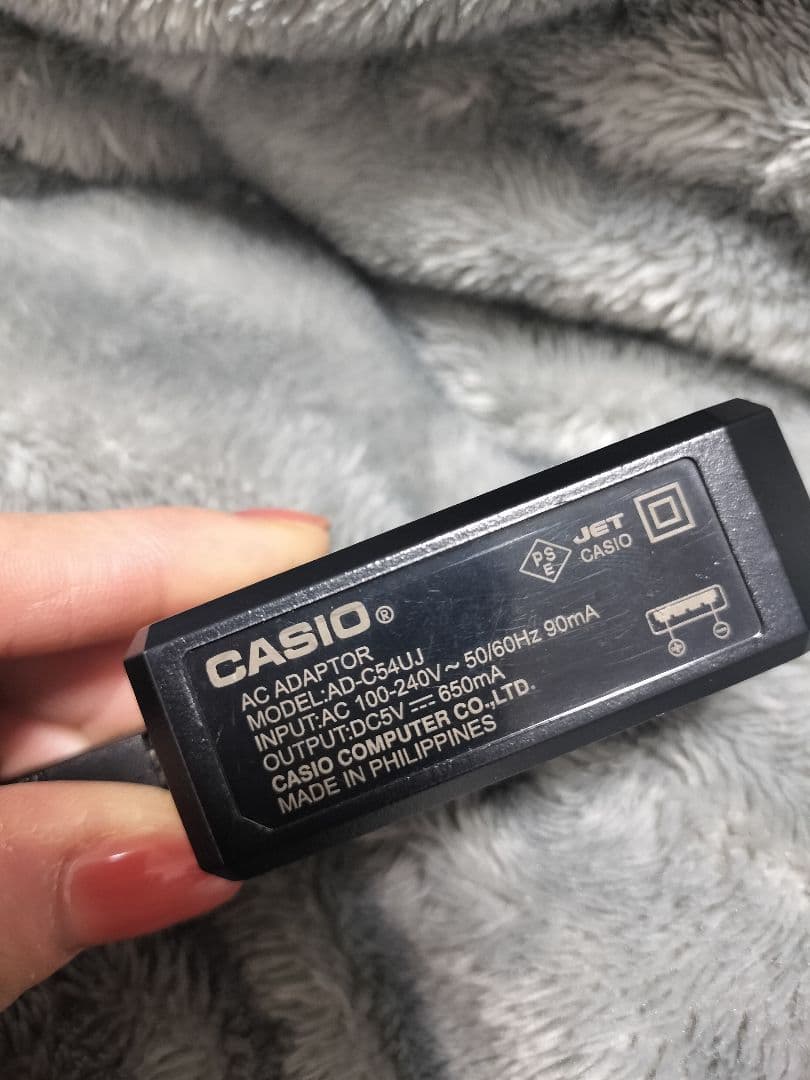 CASIO®
AC ADAPTOR
MODEL:AD-C54UJ
INPUT:AC 100-240V~ 50/60Hz 90mA
OUTPUT:DC5V⎓ 650mA
CASIO COMPUTER CO.,LTD.
MADE IN PHILIPPINES
PS
E
JET
CASIO